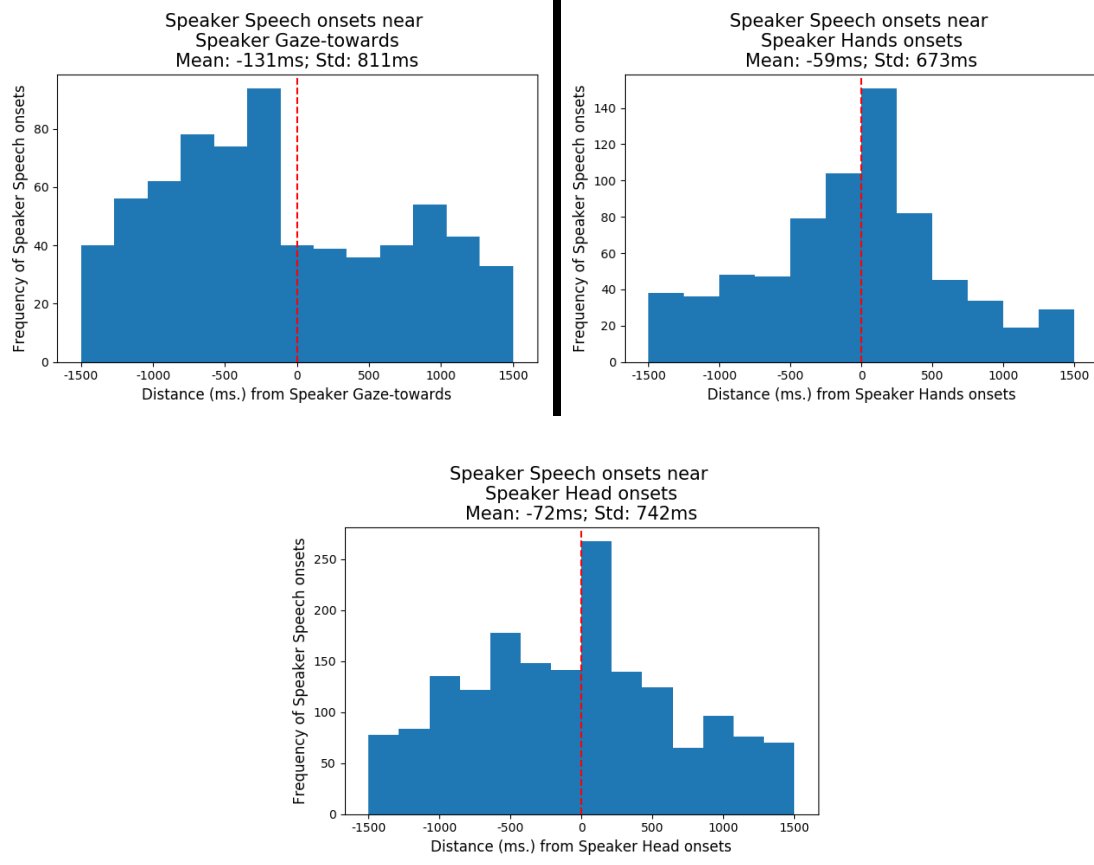 Speaker Speech onsets near
Speaker Gaze-towards
Mean: -131ms; Std: 811ms
Frequency of Speaker Speech onsets
80
60
40
20
0
-1500 -1000 -500 0 500 1000 1500
Distance (ms.) from Speaker Gaze-towards
Speaker Speech onsets near
Speaker Hands onsets
Mean: -59ms; Std: 673ms
Frequency of Speaker Speech onsets
140
120
100
80
60
40
20
0
-1500 -1000 -500 0 500 1000 1500
Distance (ms.) from Speaker Hands onsets
Speaker Speech onsets near
Speaker Head onsets
Mean: -72ms; Std: 742ms
Frequency of Speaker Speech onsets
250
200
150
100
50
0
-1500 -1000 -500 0 500 1000 1500
Distance (ms.) from Speaker Head onsets